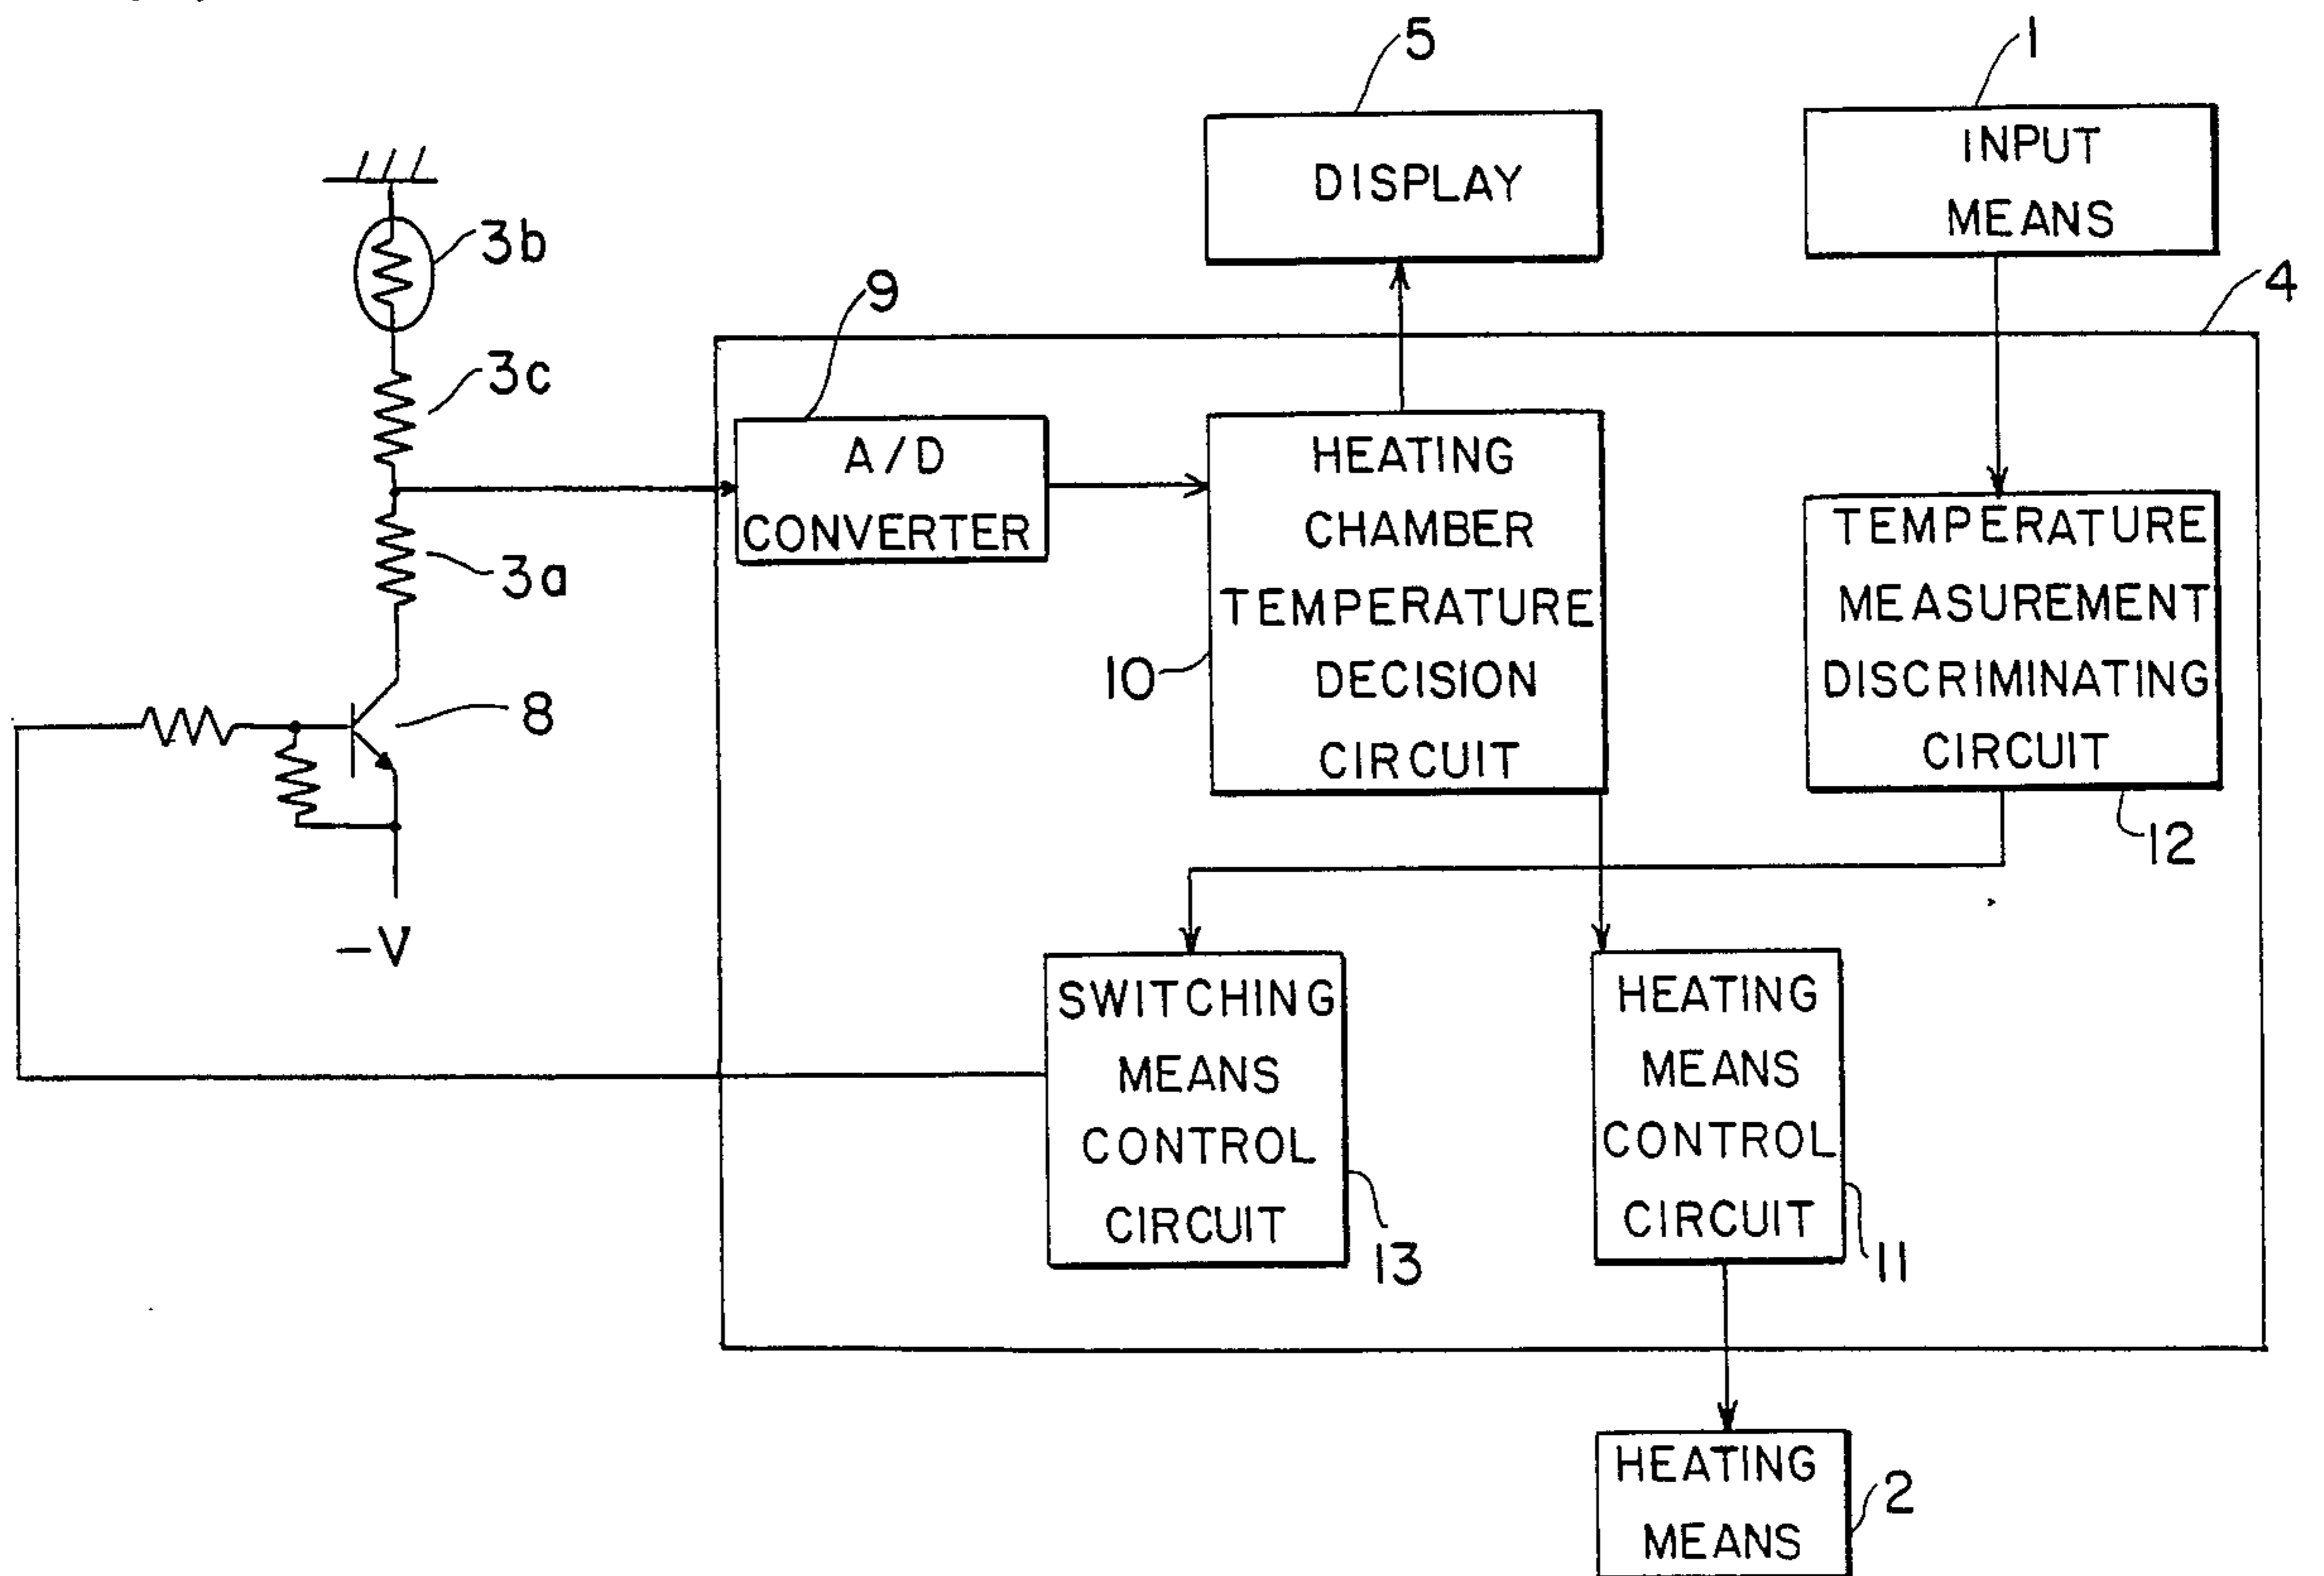 5
1
DISPLAY
INPUT
MEANS
3b
9
4
3c
A/D
CONVERTER
HEATING
CHAMBER
TEMPERATURE
DECISION
CIRCUIT
10
TEMPERATURE
MEASUREMENT
DISCRIMINATING
CIRCUIT
12
3a
8
-V
SWITCHING
MEANS
CONTROL
CIRCUIT
13
HEATING
MEANS
CONTROL
CIRCUIT
11
HEATING
MEANS
2